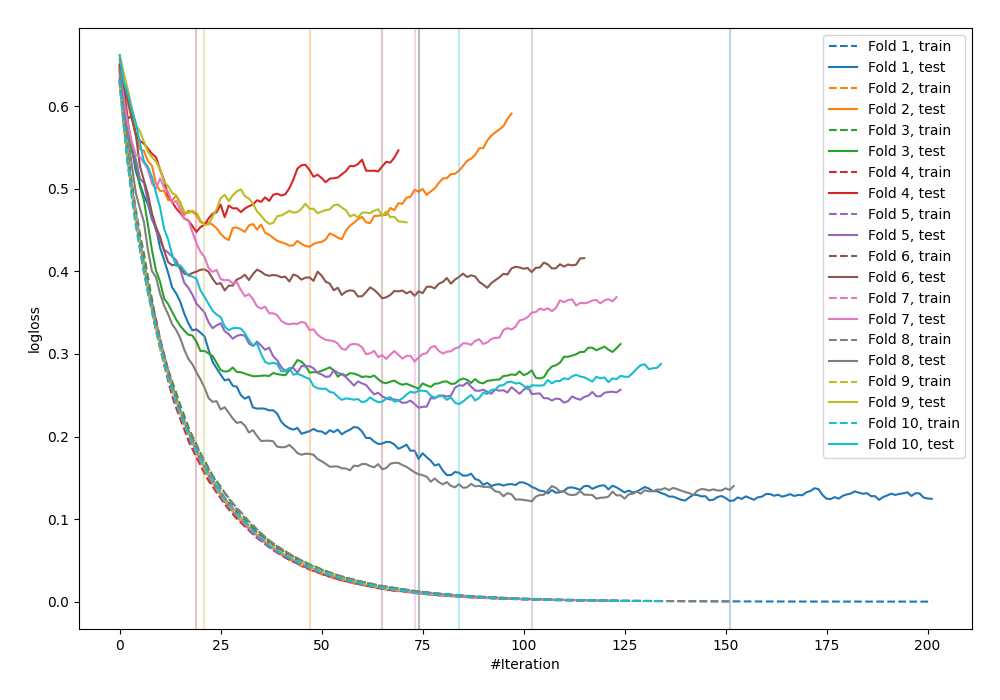 0.6
0.5
0.4
0.3
0.2
0.1
0.0
logloss
0
25
50
75
100
125
150
175
200
#Iteration
Fold 1, train
Fold 1, test
Fold 2, train
Fold 2, test
Fold 3, train
Fold 3, test
Fold 4, train
Fold 4, test
Fold 5, train
Fold 5, test
Fold 6, train
Fold 6, test
Fold 7, train
Fold 7, test
Fold 8, train
Fold 8, test
Fold 9, train
Fold 9, test
Fold 10, train
Fold 10, test